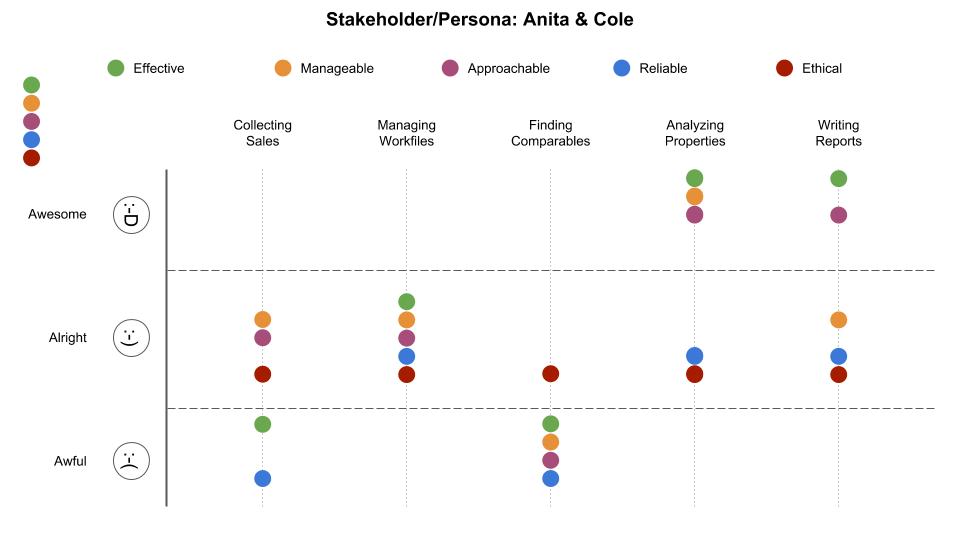 Stakeholder/Persona: Anita & Cole
Effective
Manageable
Approachable
Reliable
Ethical
Collecting
Sales
Managing
Workfiles
Finding
Comparables
Analyzing
Properties
Writing
Reports
Awesome
Alright
Awful